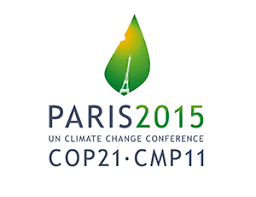 PARIS2015
UN CLIMATE CHANGE CONFERENCE
COP21·CMP11